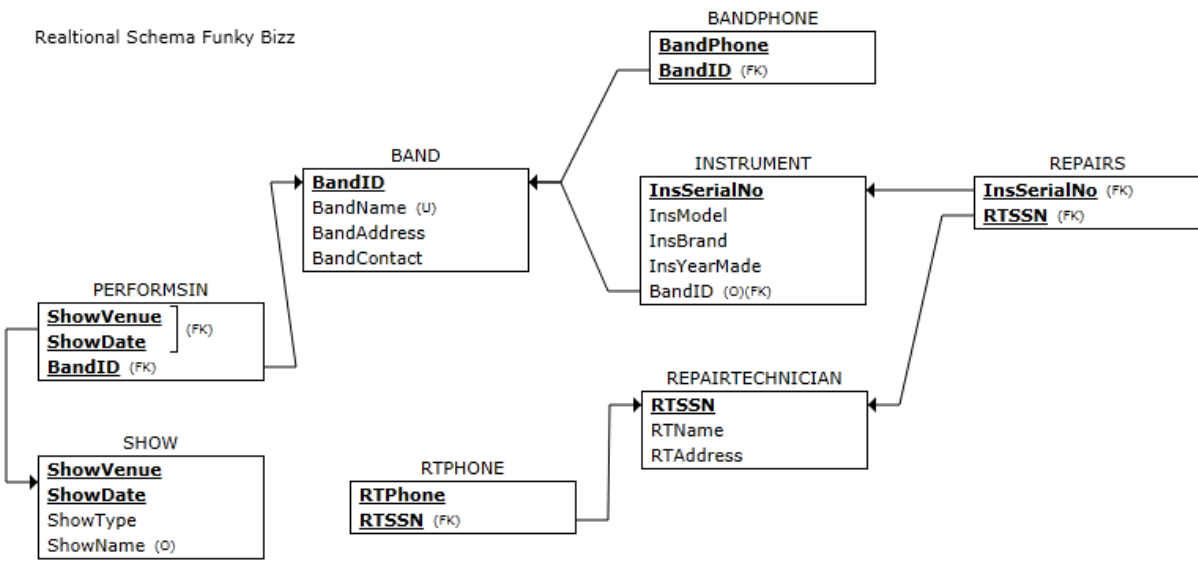 Realtional Schema Funky Bizz
BANDPHONE
BandPhone
BandID (FK)
BAND
BandID
BandName (U)
BandAddress
BandContact
INSTRUMENT
InsSerialNo
InsModel
InsBrand
InsYearMade
BandID (O)(FK)
REPAIRS
InsSerialNo (FK)
RTSSN (FK)
PERFORMSIN
ShowVenue
ShowDate
(FK)
BandID (FK)
REPAIRTECHNICIAN
RTSSN
RTName
RTAddress
SHOW
ShowVenue
ShowDate
ShowType
ShowName (O)
RTPHONE
RTPhone
RTSSN (FK)